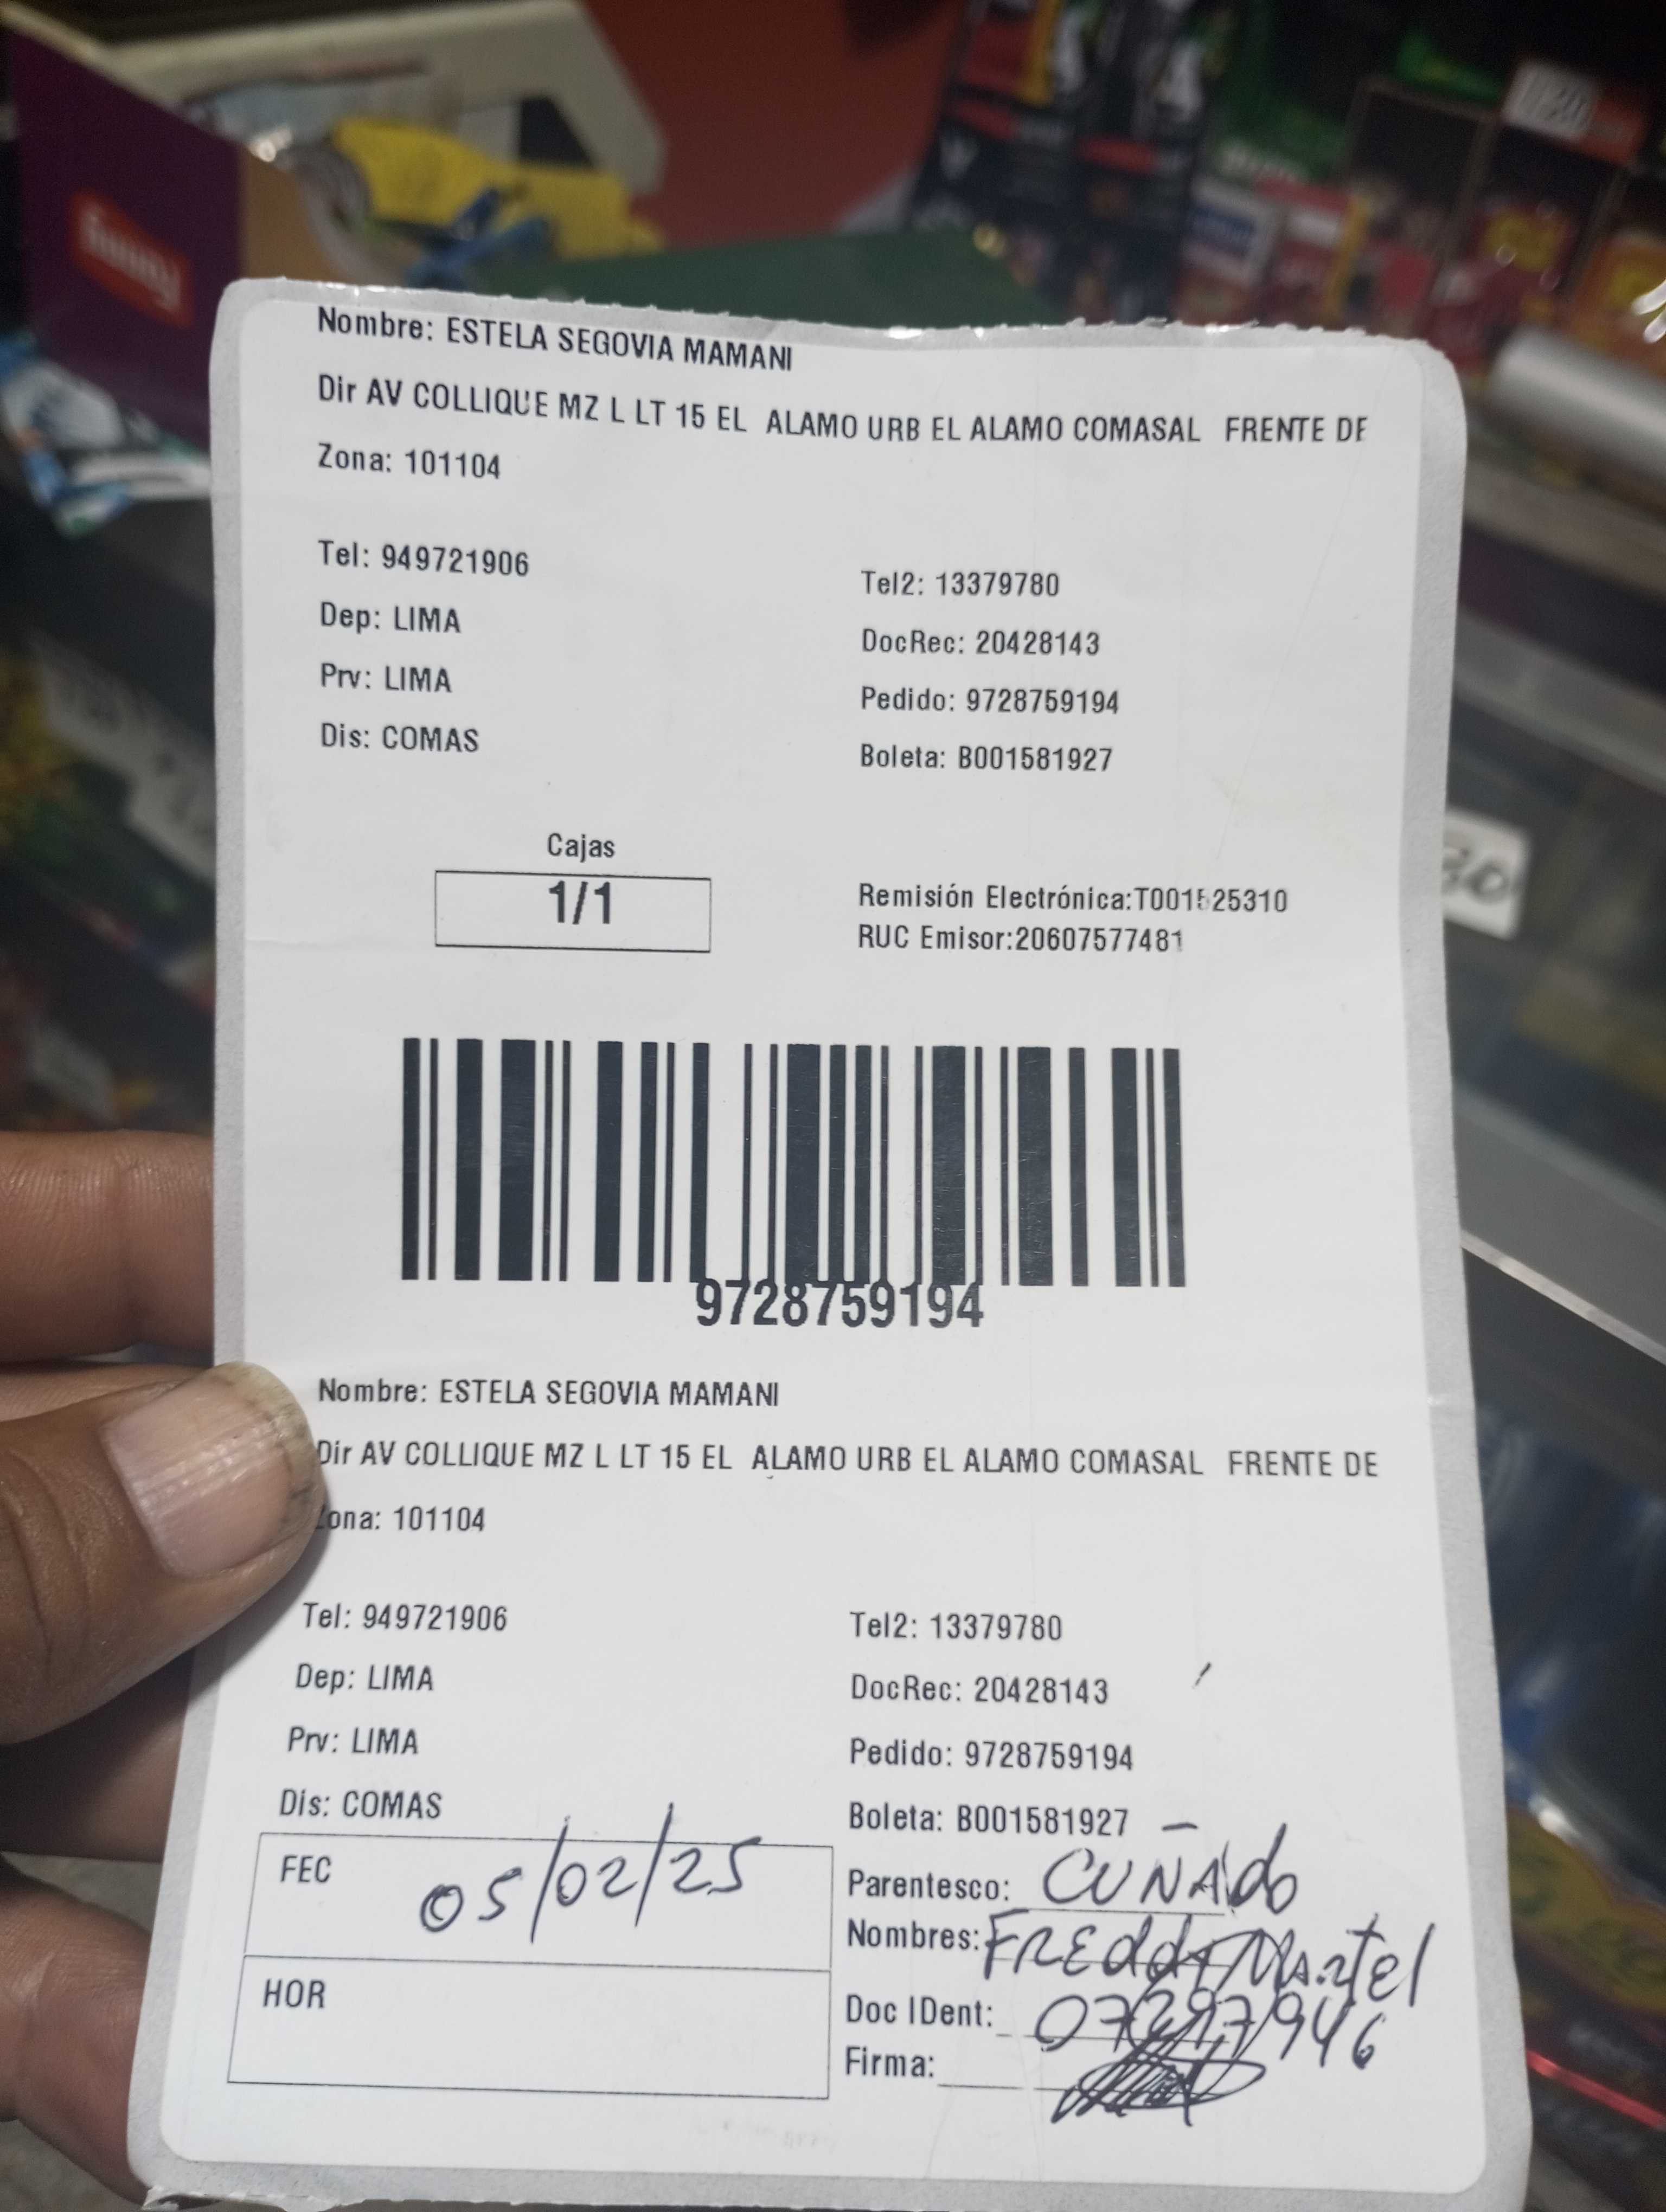 Nombre: ESTELA SEGOVIA MAMANI
Dir AV COLLIQUE MZ L LT 15 EL ALAMO URB EL ALAMO COMASAL FRENTE DE
Zona: 101104
Tel: 949721906
Tel2: 13379780
Dep: LIMA
DocRec: 20428143
Prv: LIMA
Pedido: 9728759194
Dis: COMAS
Boleta: B001581927
Cajas
1/1
Remisión Electrónica:T001525310
RUC Emisor:20607577481
9728759194
Nombre: ESTELA SEGOVIA MAMANI
Dir AV COLLIQUE MZ L LT 15 EL ALAMO URB EL ALAMO COMASAL FRENTE DE
Zona: 101104
Tel: 949721906
Tel2: 13379780
Dep: LIMA
DocRec: 20428143
Prv: LIMA
Pedido: 9728759194
Dis: COMAS
Boleta: B001581927
FEC 05/02/25
Parentesco: CUÑAdo
Nombres: FREddy Martel
HOR
Doc IDent:
Firma: